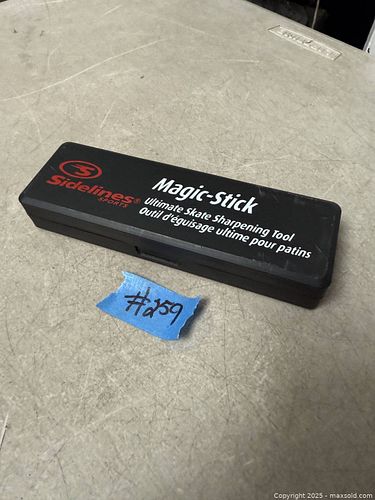 Sidelines®
SPORTS
Magic-Stick
Ultimate Skate Sharpening Tool
Outil d'éguisage ultime pour patins
#259
Copyright 2025 - maxsold.com